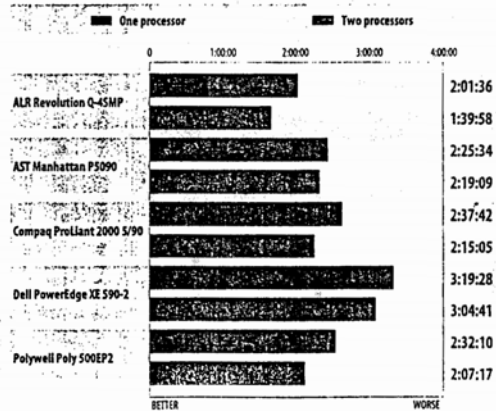 One processor Two processors
0 1:00:00 2:00:00 3:00:00 4:00:00
ALR Revolution Q-4SMP
2:01:36
1:39:58
AST Manhattan P5090
2:25:34
2:19:09
Compaq ProLiant 2000 5/90
2:37:42
2:15:05
Dell PowerEdge XE 590-2
3:19:28
3:04:41
Polywell Poly 500EP2
2:32:10
2:07:17
BETTER WORSE